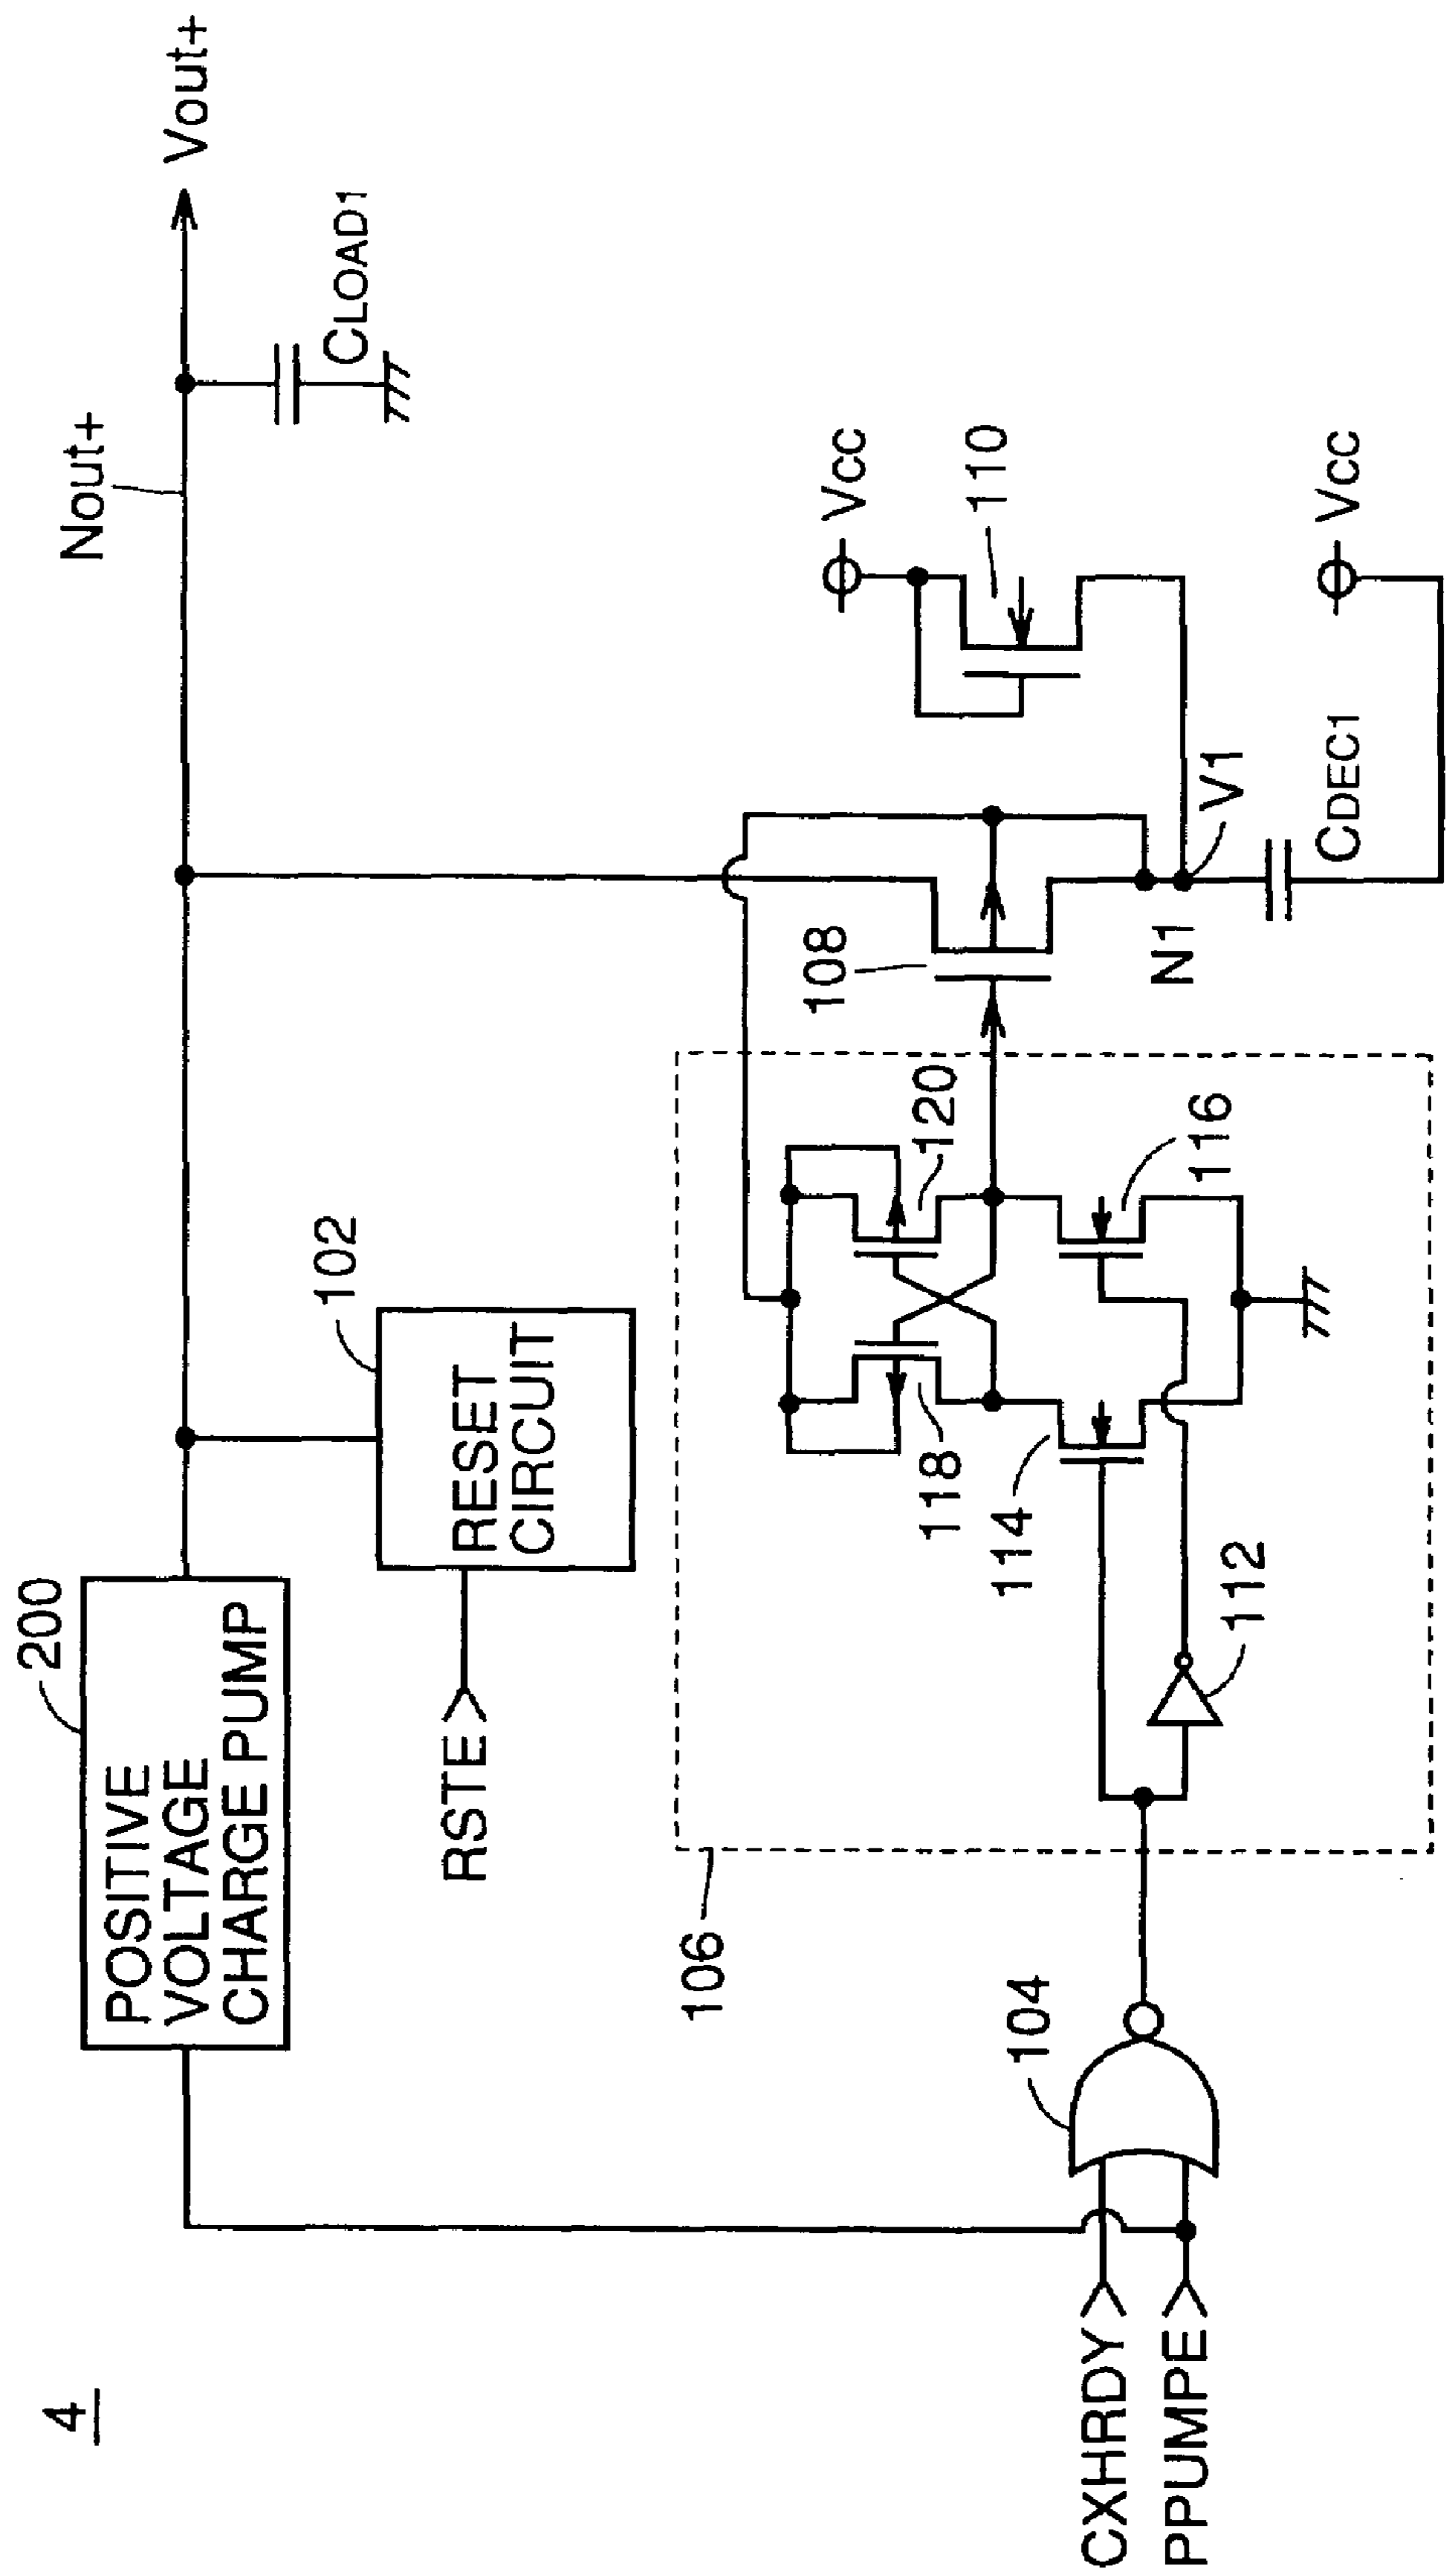 4
POSITIVE
VOLTAGE
CHARGE PUMP
200
Nout+
Vout+
CLOAD1
RSTE
RESET
CIRCUIT
102
CXHRDY
PPUMPE
104
106
112
114
116
118
120
108
110
Vcc
N1
V1
CDEC1
Vcc